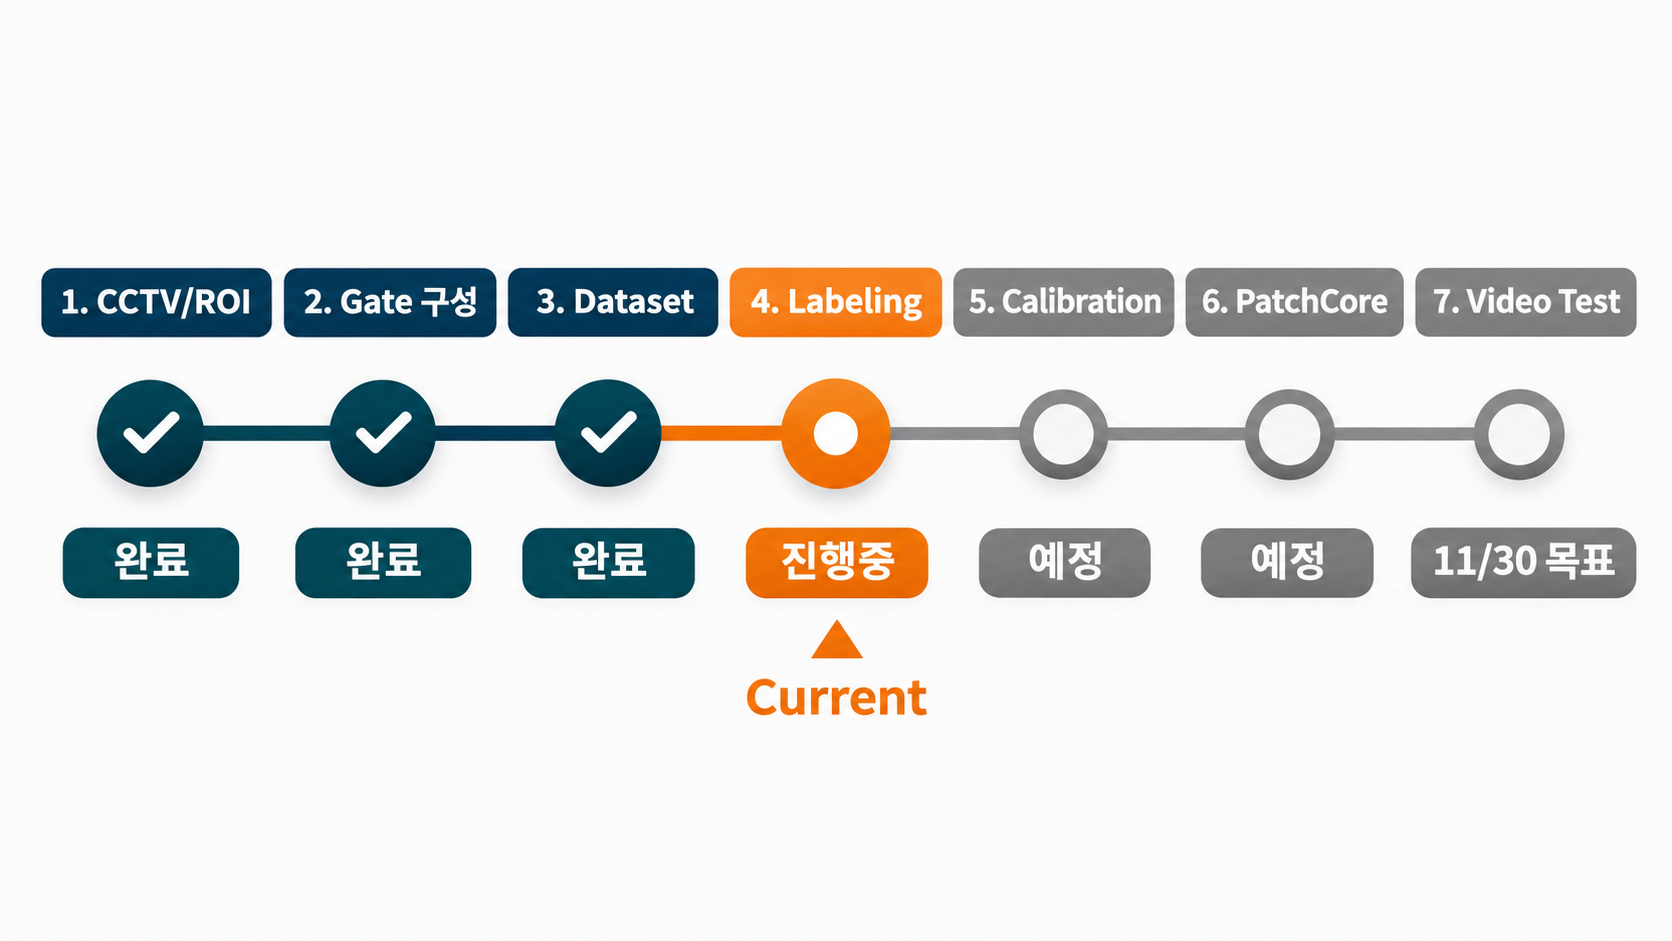 1. CCTV/ROI
2. Gate 구성
3. Dataset
4. Labeling
5. Calibration
6. PatchCore
7. Video Test
완료
완료
완료
진행중
예정
예정
11/30 목표
Current